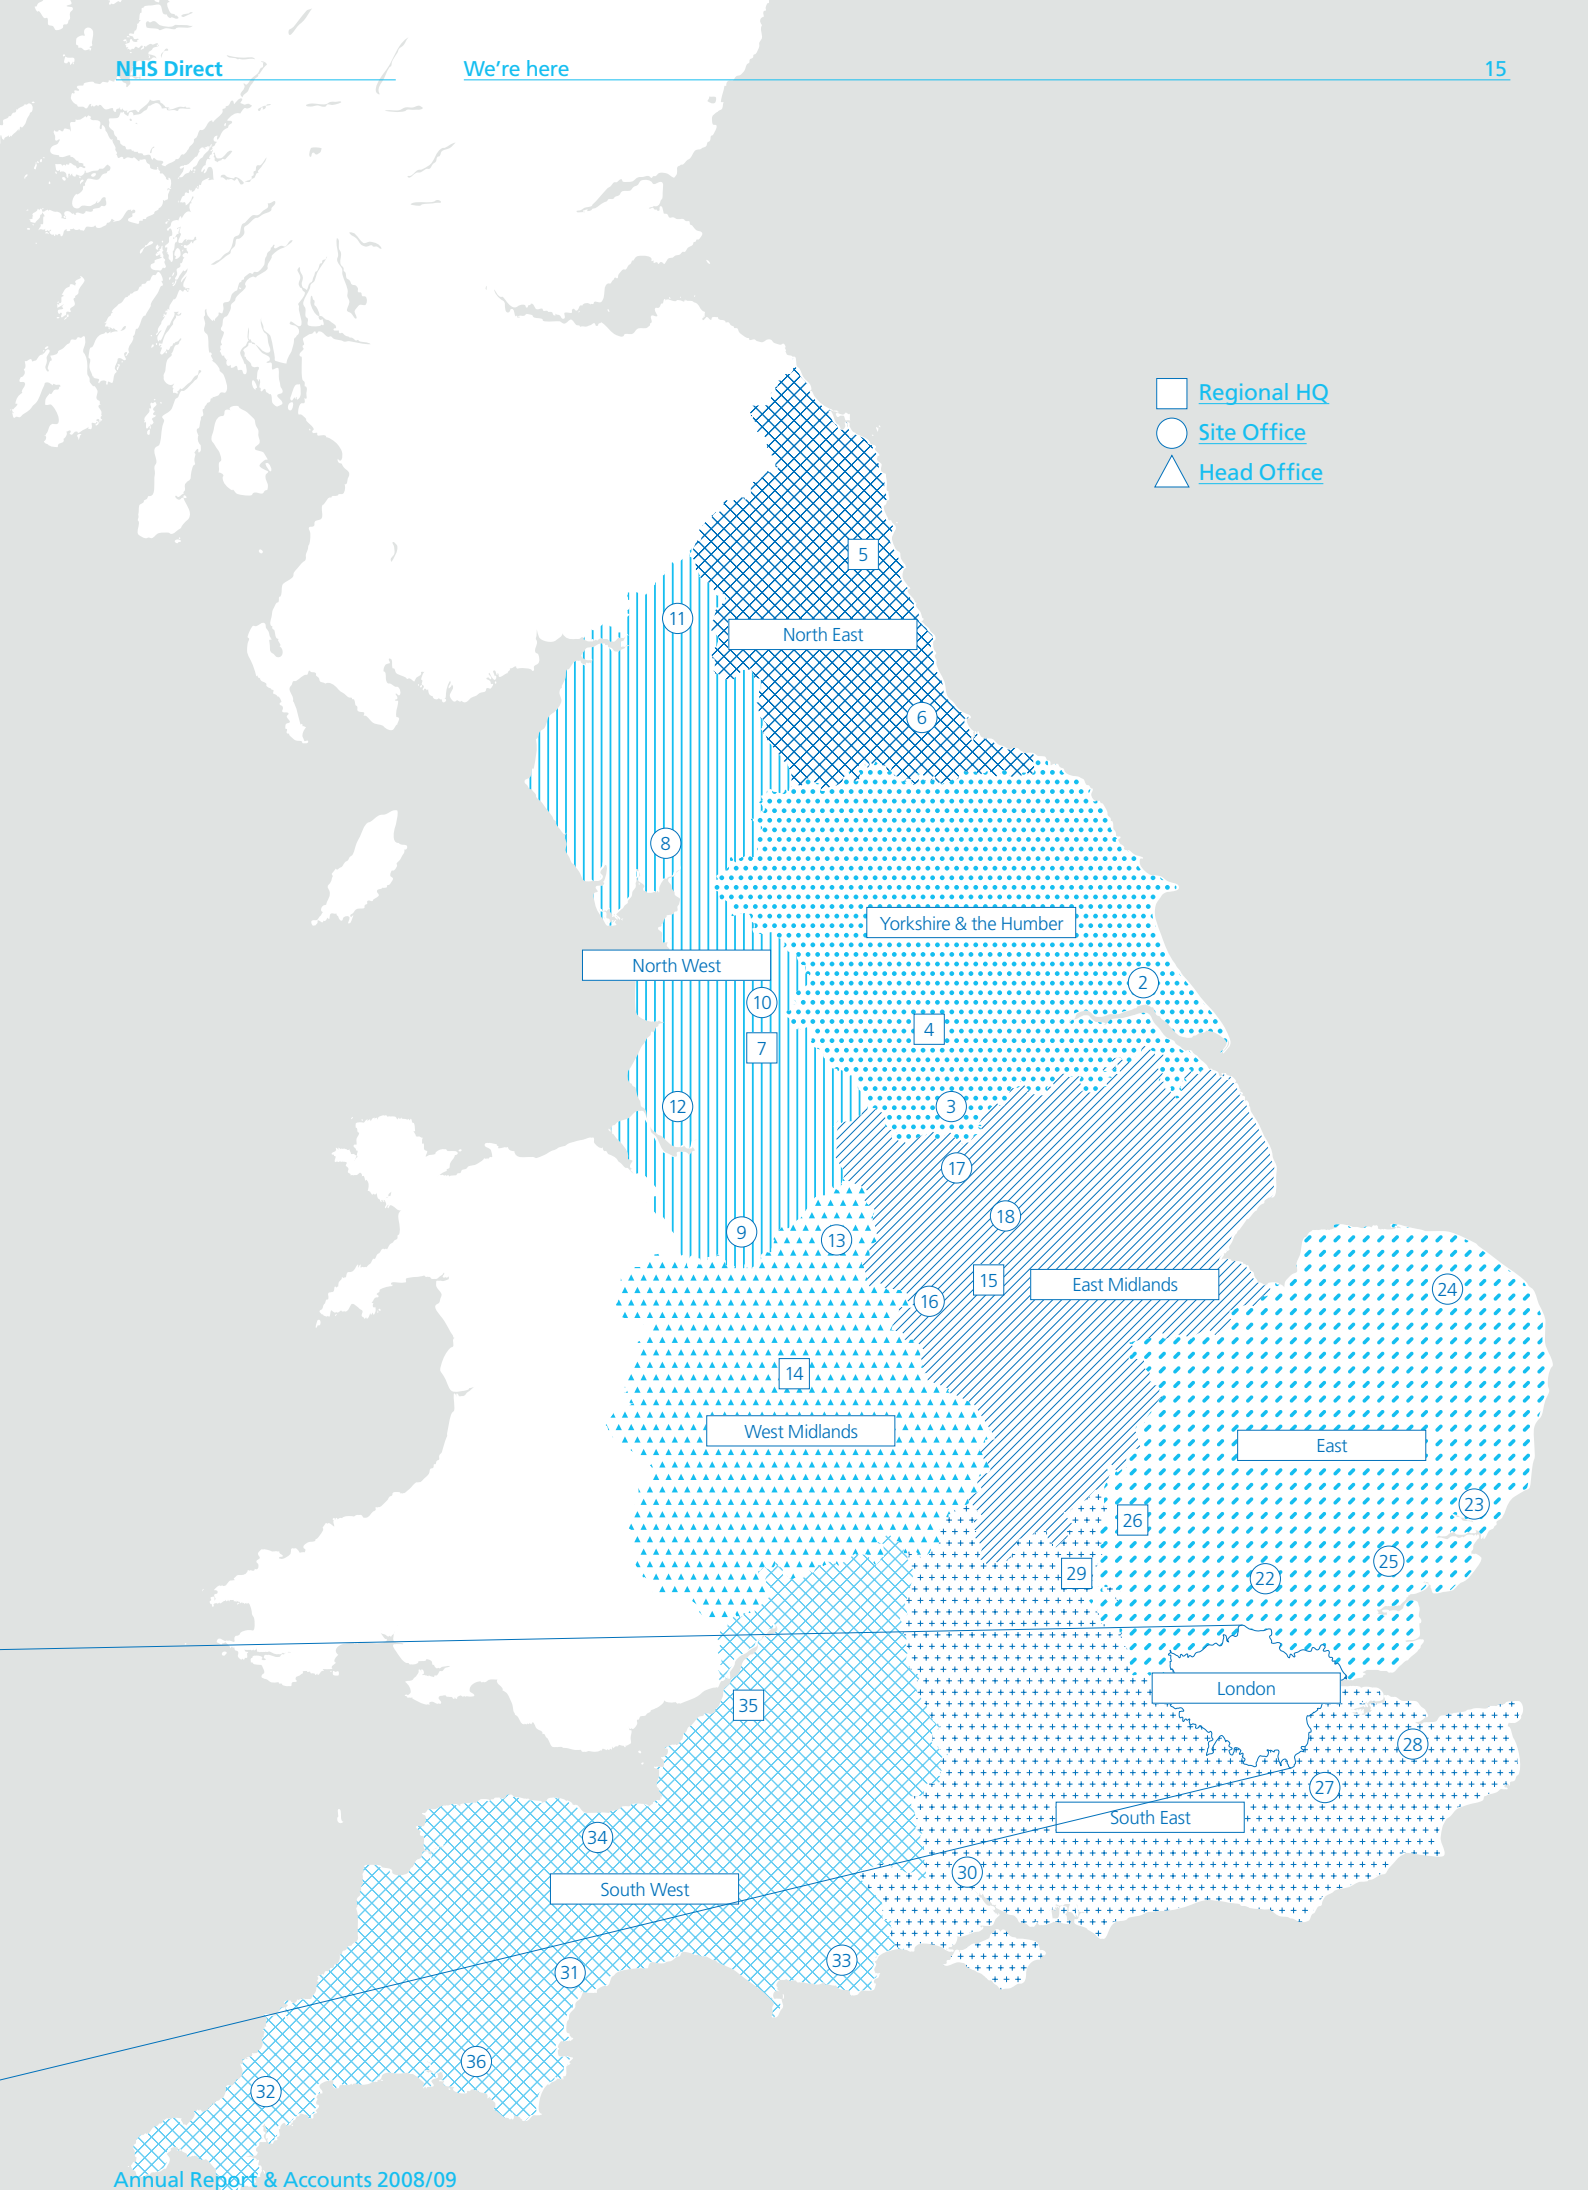 NHS Direct
We're here
15
Regional HQ
Site Office
Head Office
5
11
North East
6
8
Yorkshire & the Humber
North West
2
10
4
7
12
3
17
18
9
13
15
East Midlands
24
16
14
West Midlands
East
23
26
25
29
22
London
35
28
27
South East
34
30
South West
33
31
36
32
Annual Report & Accounts 2008/09